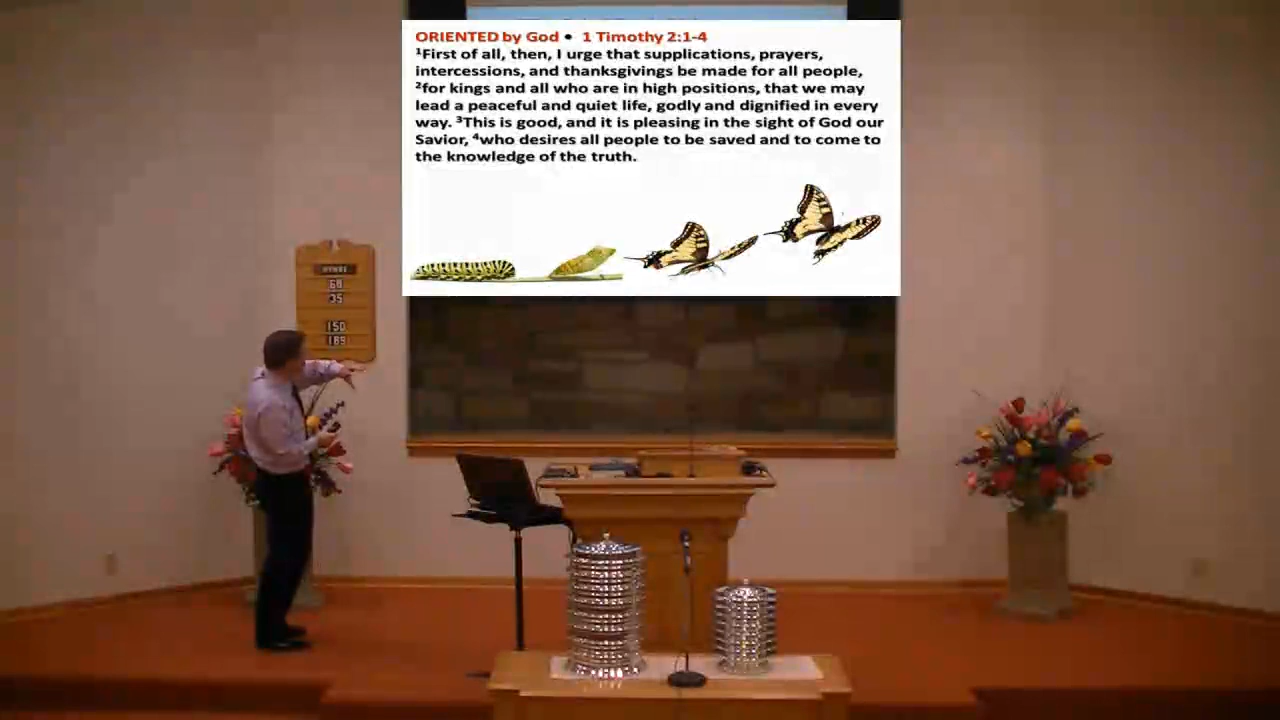 ORIENTED by God • 1 Timothy 2:1-4
¹First of all, then, I urge that supplications, prayers,
intercessions, and thanksgivings be made for all people,
²for kings and all who are in high positions, that we may
lead a peaceful and quiet life, godly and dignified in every
way. ³This is good, and it is pleasing in the sight of God our
Savior, ⁴who desires all people to be saved and to come to
the knowledge of the truth.
HYMNS
68
35
150
189